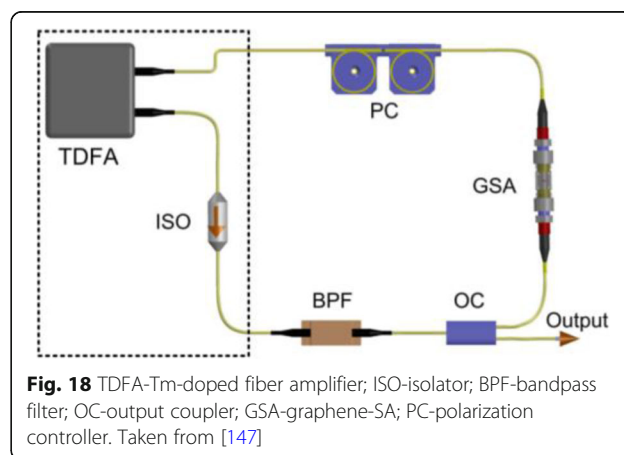 TDFA
PC
GSA
ISO
BPF
OC
Output
Fig. 18 TDFA-Tm-doped fiber amplifier; ISO-isolator; BPF-bandpass
filter; OC-output coupler; GSA-graphene-SA; PC-polarization
controller. Taken from [147]